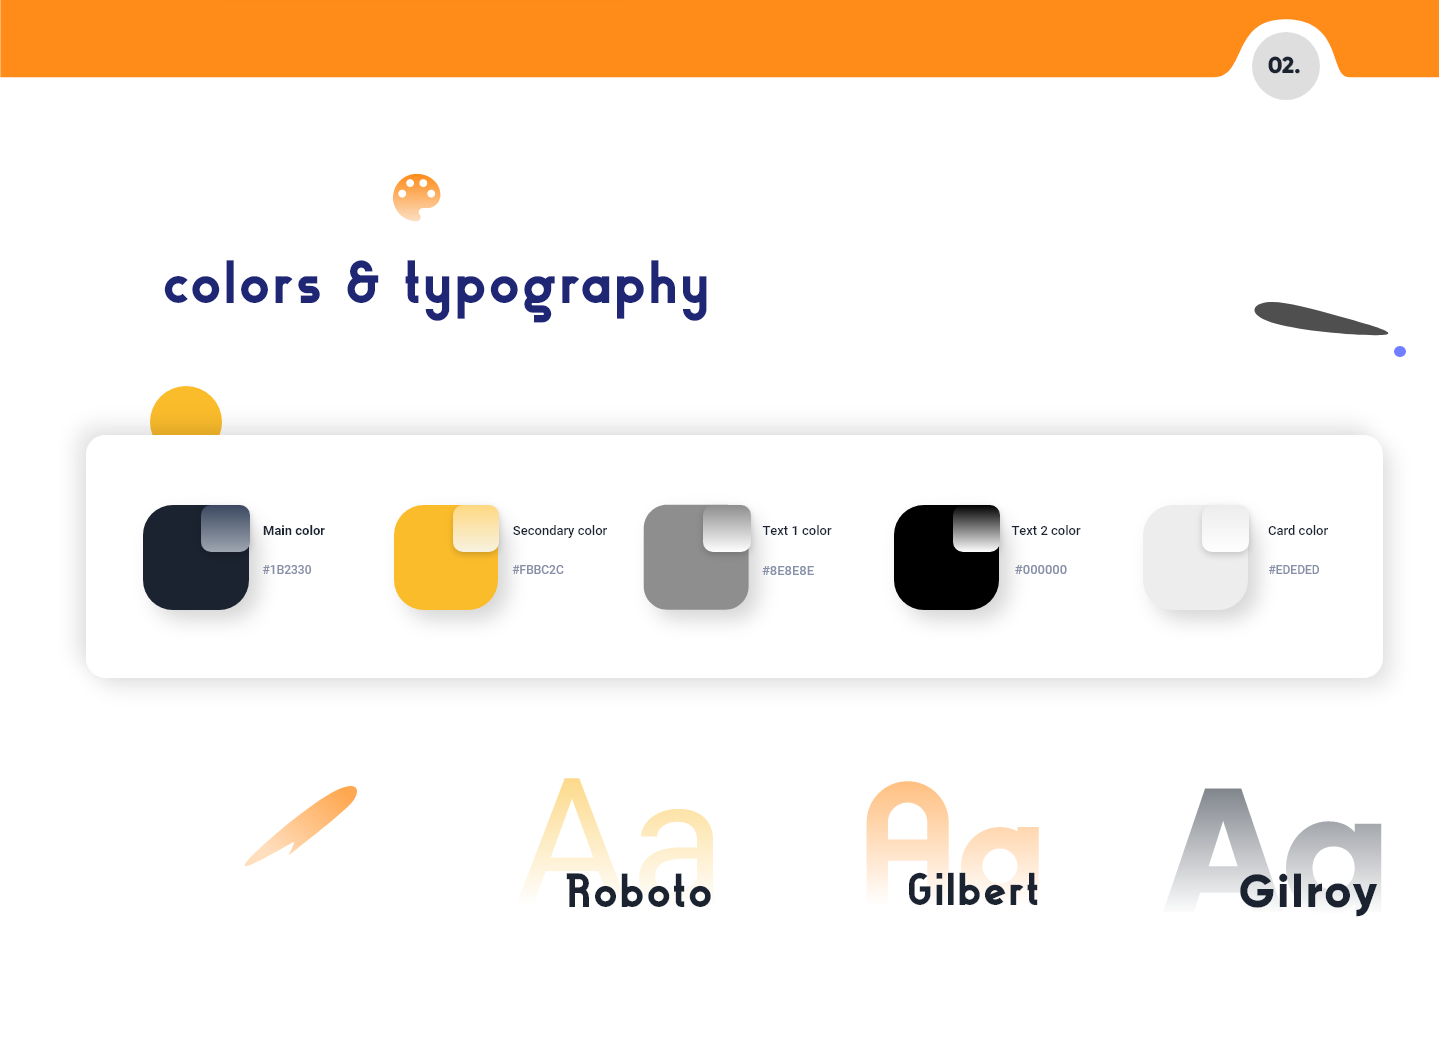 02.
colors & typography
Main color
#1B2330
Secondary color
#FBBC2C
Text 1 color
#8E8E8E
Text 2 color
#000000
Card color
#EDEDED
Aa
Roboto
Aa
Gilbert
Aa
Gilroy